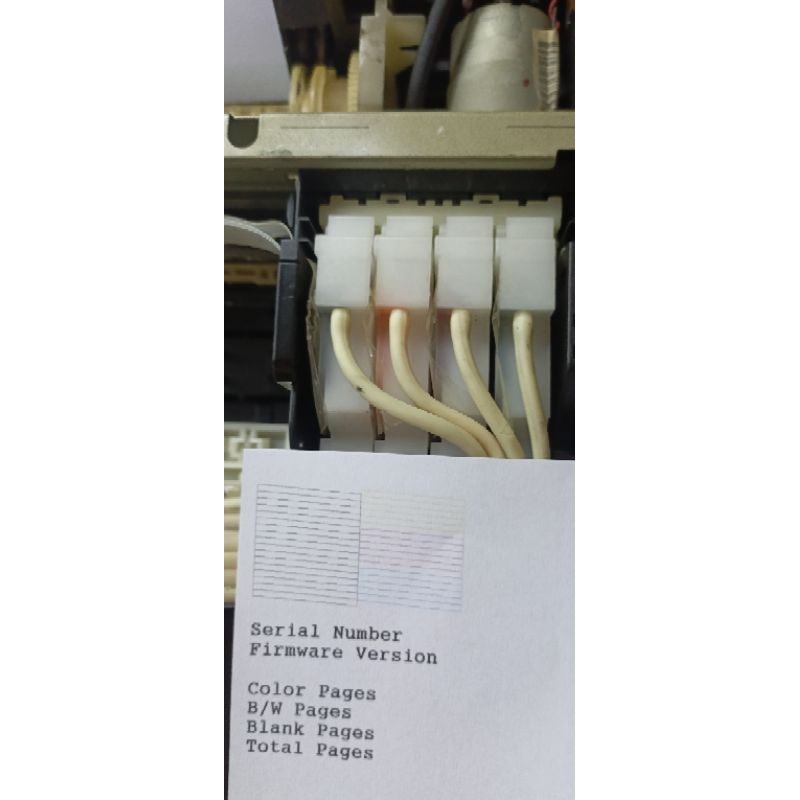 Serial Number
Firmware Version
Color Pages
B/W Pages
Blank Pages
Total Pages